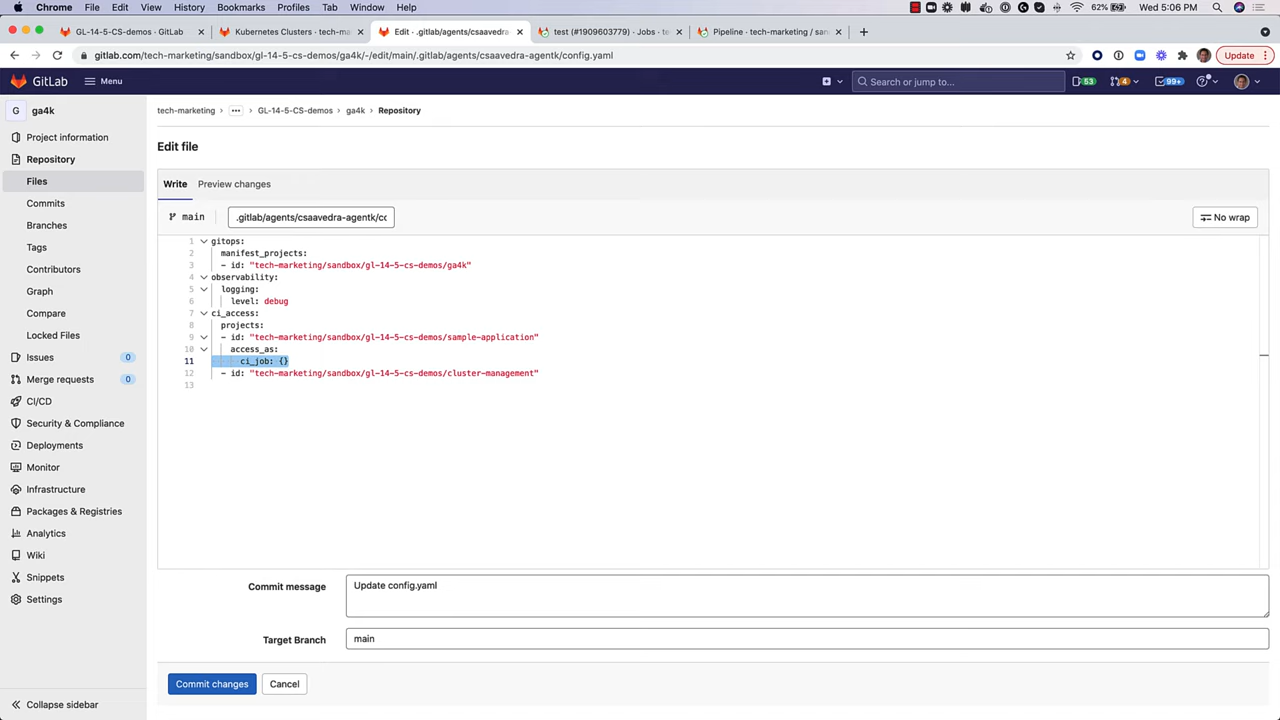 Chrome File Edit View History Bookmarks Profiles Tab Window Help 62% Wed 5:06 PM
GL-14-5-CS-demos · GitLab × Kubernetes Clusters · tech-ma × Edit · .gitlab/agents/csaavedra × test (#1909603779) · Jobs · te × Pipeline · tech-marketing / san ×
gitlab.com/tech-marketing/sandbox/gl-14-5-cs-demos/ga4k/-/edit/main/.gitlab/agents/csaavedra-agentk/config.yaml Update
GitLab Menu Search or jump to... 53 4 99+
G ga4k
Project information
Repository
Files
Commits
Branches
Tags
Contributors
Graph
Compare
Locked Files
Issues 0
Merge requests 0
CI/CD
Security & Compliance
Deployments
Monitor
Infrastructure
Packages & Registries
Analytics
Wiki
Snippets
Settings
Collapse sidebar
tech-marketing › ... › GL-14-5-CS-demos › ga4k › Repository
Edit file
Write Preview changes
main .gitlab/agents/csaavedra-agentk/cc No wrap
1 gitops:
2 manifest_projects:
3 - id: "tech-marketing/sandbox/gl-14-5-cs-demos/ga4k"
4 observability:
5 logging:
6 level: debug
7 ci_access:
8 projects:
9 - id: "tech-marketing/sandbox/gl-14-5-cs-demos/sample-application"
10 access_as:
11 ci_job: {}
12 - id: "tech-marketing/sandbox/gl-14-5-cs-demos/cluster-management"
13
Commit message Update config.yaml
Target Branch main
Commit changes Cancel